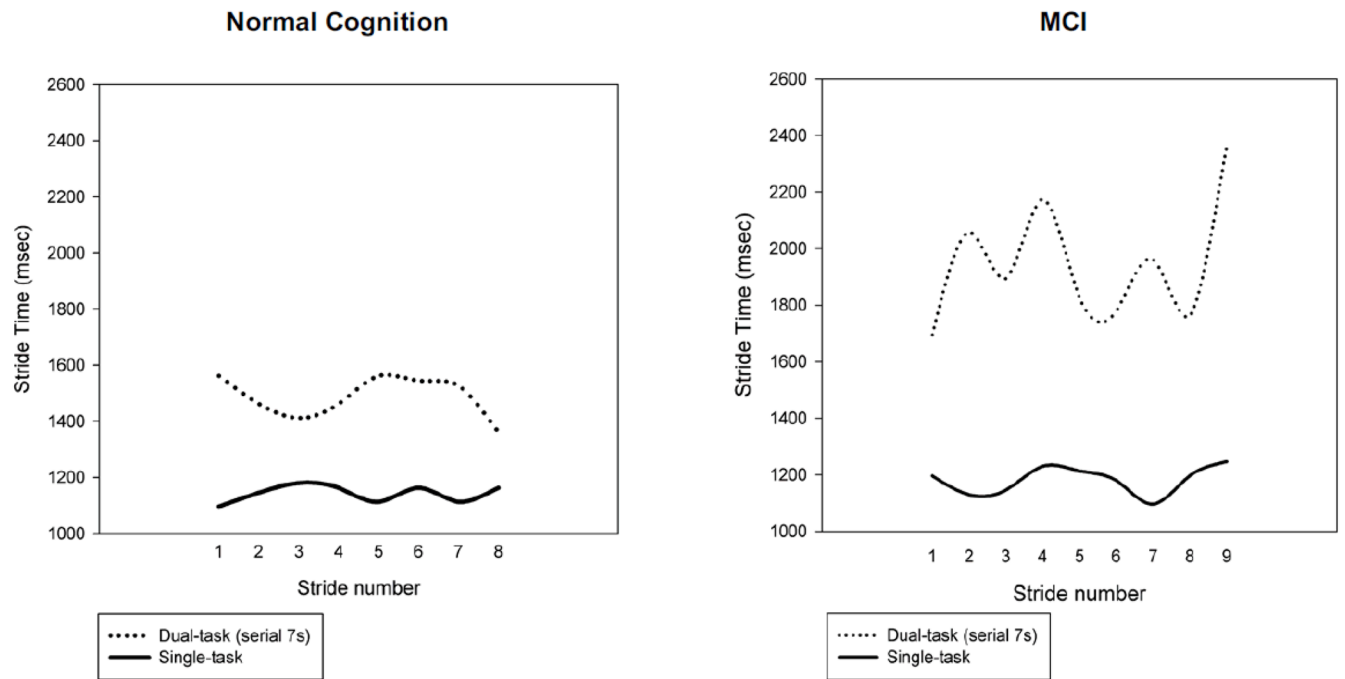 Normal Cognition
2600
2400
2200
2000
1800
1600
1400
1200
1000
Stride Time (msec)
1 2 3 4 5 6 7 8
Stride number
Dual-task (serial 7s)
Single-task
MCI
2600
2400
2200
2000
1800
1600
1400
1200
1000
Stride Time (msec)
1 2 3 4 5 6 7 8 9
Stride number
Dual-task (serial 7s)
Single-task